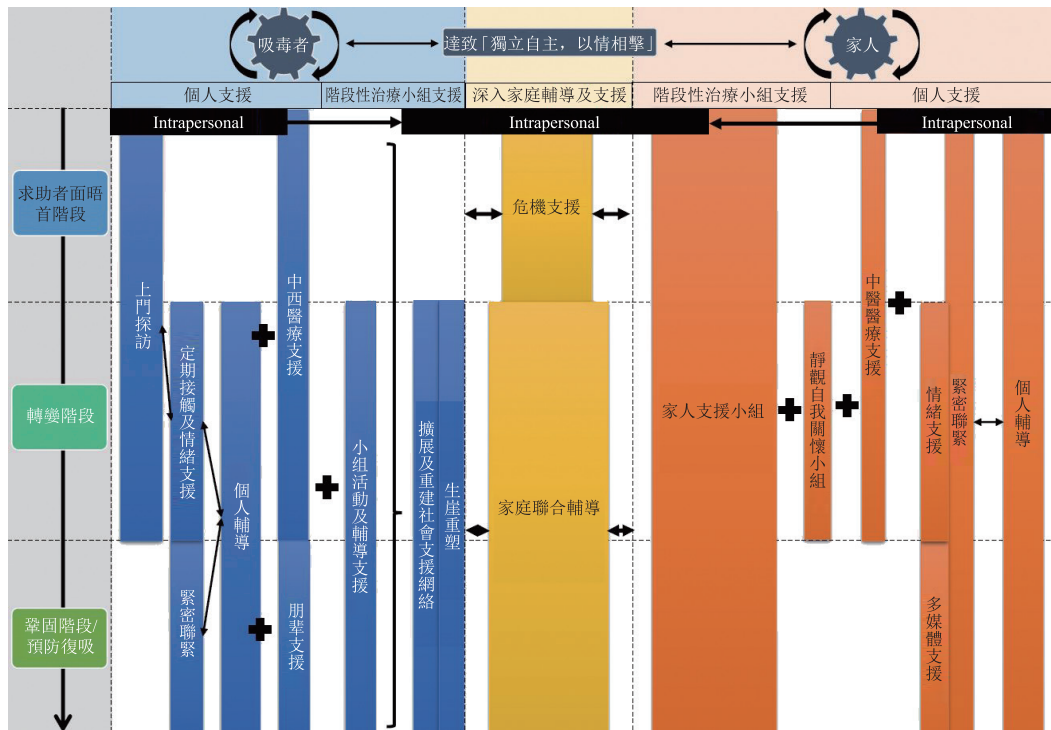 吸毒者
達致「獨立自主，以情相擊」
家人
個人支援
階段性治療小組支援
深入家庭輔導及支援
階段性治療小組支援
個人支援
Intrapersonal
Intrapersonal
Intrapersonal
求助者面晤
首階段
轉變階段
鞏固階段/
預防復吸
上門探訪
定期接觸及情緒支援
緊密聯緊
個人輔導
中西醫療支援
朋輩支援
小组活動及輔導支援
擴展及重建社會支援網絡
生崖重塑
危機支援
家庭聯合輔導
家人支援小組
靜觀自我關懷小組
中醫醫療支援
情緒支援
多媒體支援
緊密聯緊
個人輔導